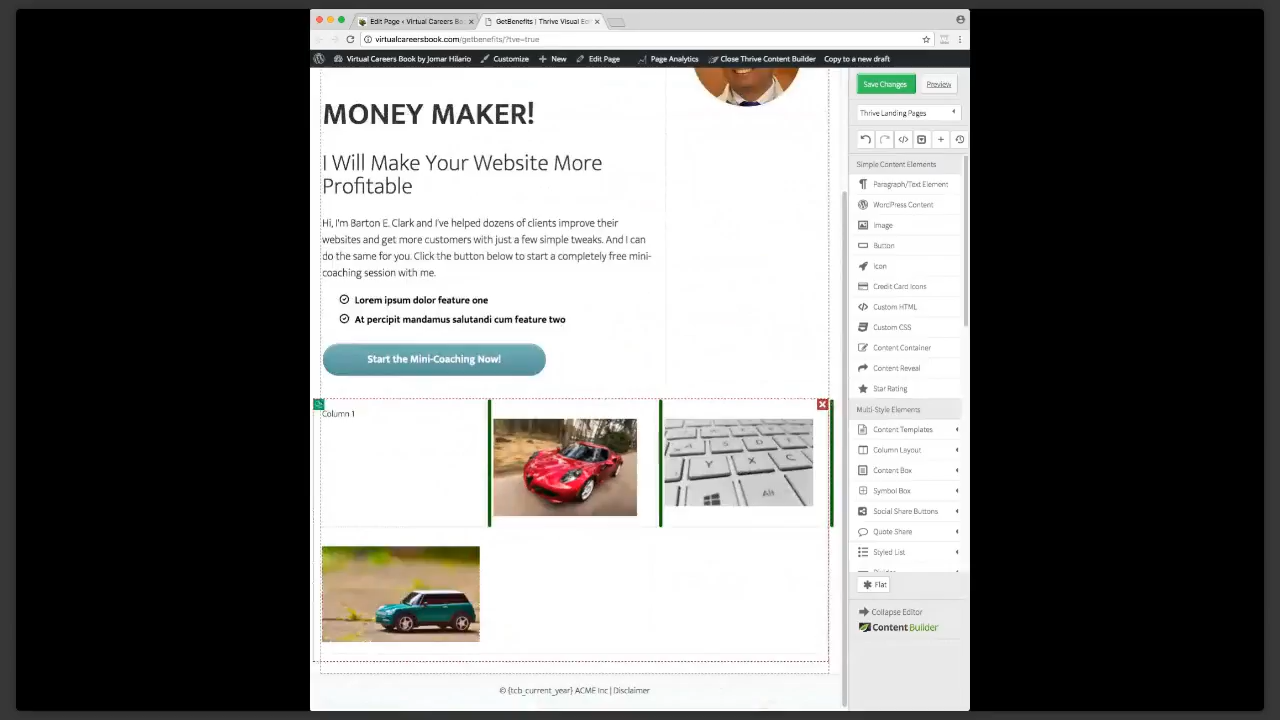 Edit Page ‹ Virtual Careers Bo
GetBenefits | Thrive Visual Ed
virtualcareersbook.com/getbenefits/?tve=true
Virtual Careers Book by Jomar Hilario
Customize
New
Edit Page
Page Analytics
Close Thrive Content Builder
Copy to a new draft
MONEY MAKER!
I Will Make Your Website More
Profitable
Hi, I'm Barton E. Clark and I've helped dozens of clients improve their
websites and get more customers with just a few simple tweaks. And I can
do the same for you. Click the button below to start a completely free mini-
coaching session with me.
Lorem ipsum dolor feature one
At percipit mandamus salutandi cum feature two
Start the Mini-Coaching Now!
Column 1
Y X C
Alt
© {tcb_current_year} ACME Inc | Disclaimer
Save Changes
Preview
Thrive Landing Pages
Simple Content Elements
Paragraph/Text Element
WordPress Content
Image
Button
Icon
Credit Card Icons
Custom HTML
Custom CSS
Content Container
Content Reveal
Star Rating
Multi-Style Elements
Content Templates
Column Layout
Content Box
Symbol Box
Social Share Buttons
Quote Share
Styled List
Flat
Collapse Editor
ContentBuilder